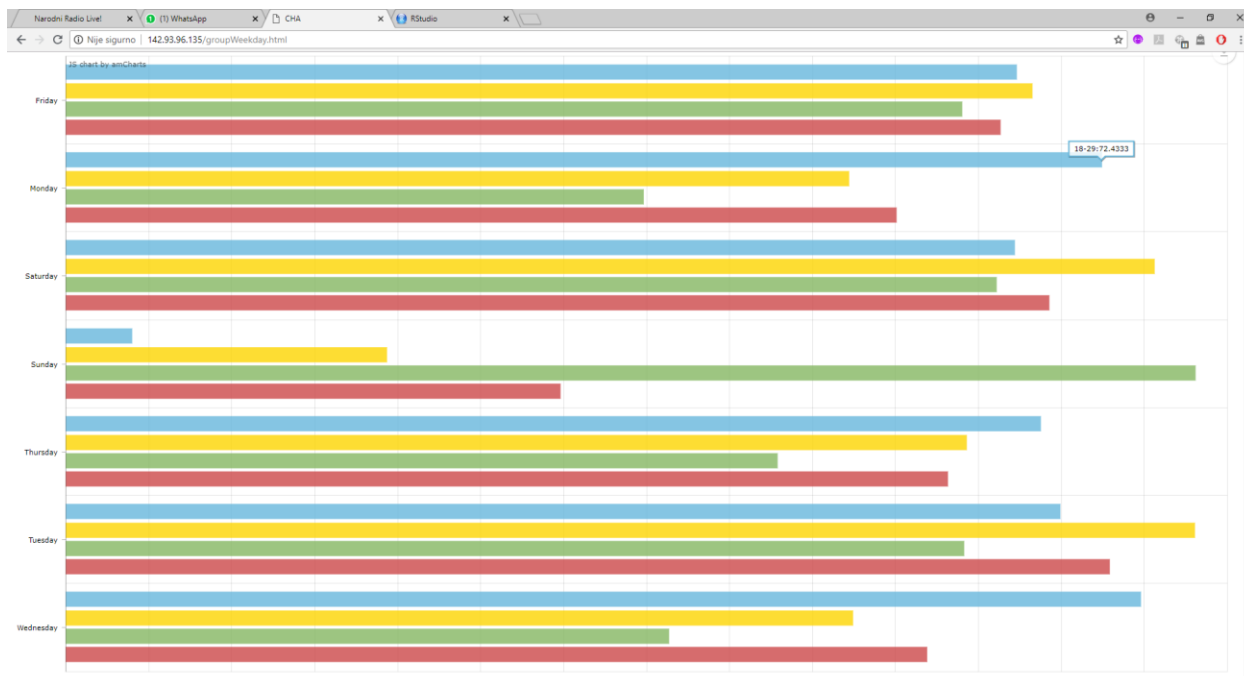 Narodni Radio Live!
(1) WhatsApp
CHA
RStudio
Nije sigurno
142.93.96.135/groupWeekday.html
JS chart by amCharts
Friday
18-29:72.4333
Monday
Saturday
Sunday
Thursday
Tuesday
Wednesday